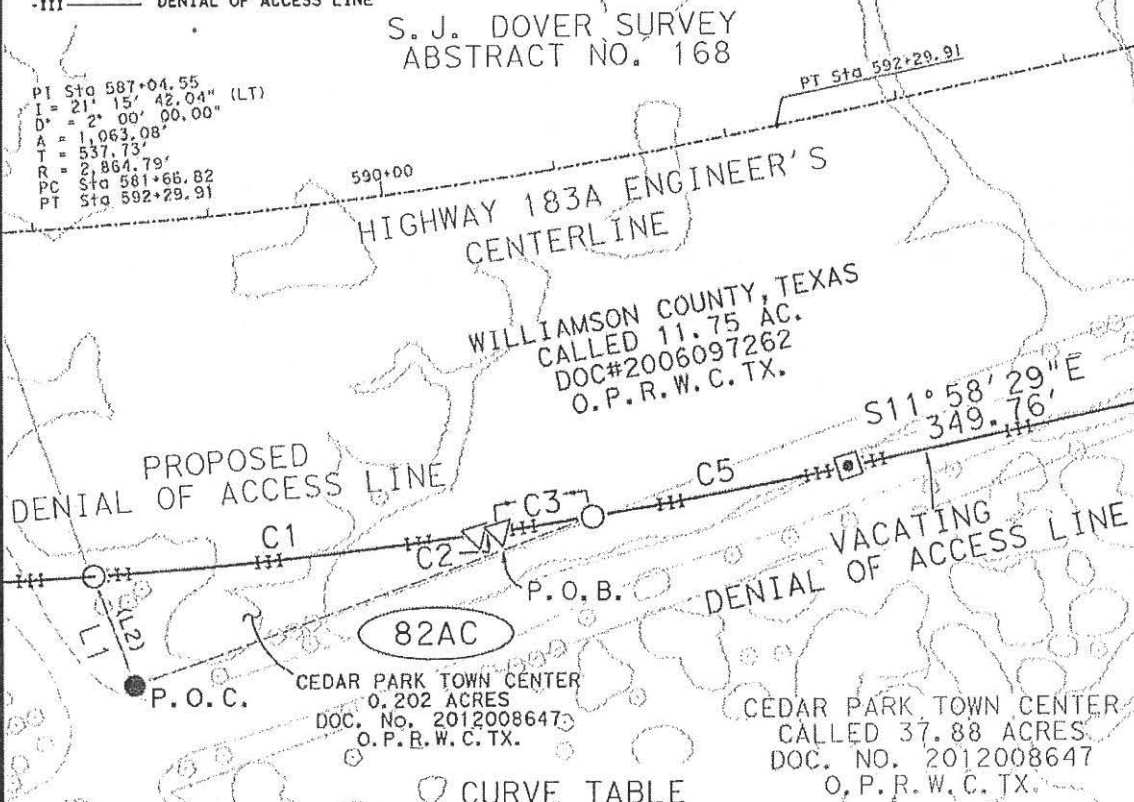 -III——— DENIAL OF ACCESS LINE
S. J. DOVER SURVEY
ABSTRACT NO. 168
PI Sta 587+04.55
I = 21° 15' 42.04" (LT)
D° = 2° 00' 00.00"
A = 1,063.08'
T = 537.73'
R = 2,864.79'
PC Sta 581+66.82
PT Sta 592+29.91
PT Sta 592+29.91
590+00
HIGHWAY 183A ENGINEER'S
CENTERLINE
WILLIAMSON COUNTY, TEXAS
CALLED 11.75 AC.
DOC#2006097262
O.P.R.W.C.TX.
S11°58'29"E
349.76'
PROPOSED
DENIAL OF ACCESS LINE
C1
C2
C3
C5
VACATING
DENIAL OF ACCESS LINE
P.O.B.
L1
(L2)
82AC
P.O.C.
CEDAR PARK TOWN CENTER
0.202 ACRES
DOC. No. 2012008647
O.P.R.W.C.TX.
CEDAR PARK TOWN CENTER
CALLED 37.88 ACRES
DOC. NO. 2012008647
O.P.R.W.C.TX.
CURVE TABLE